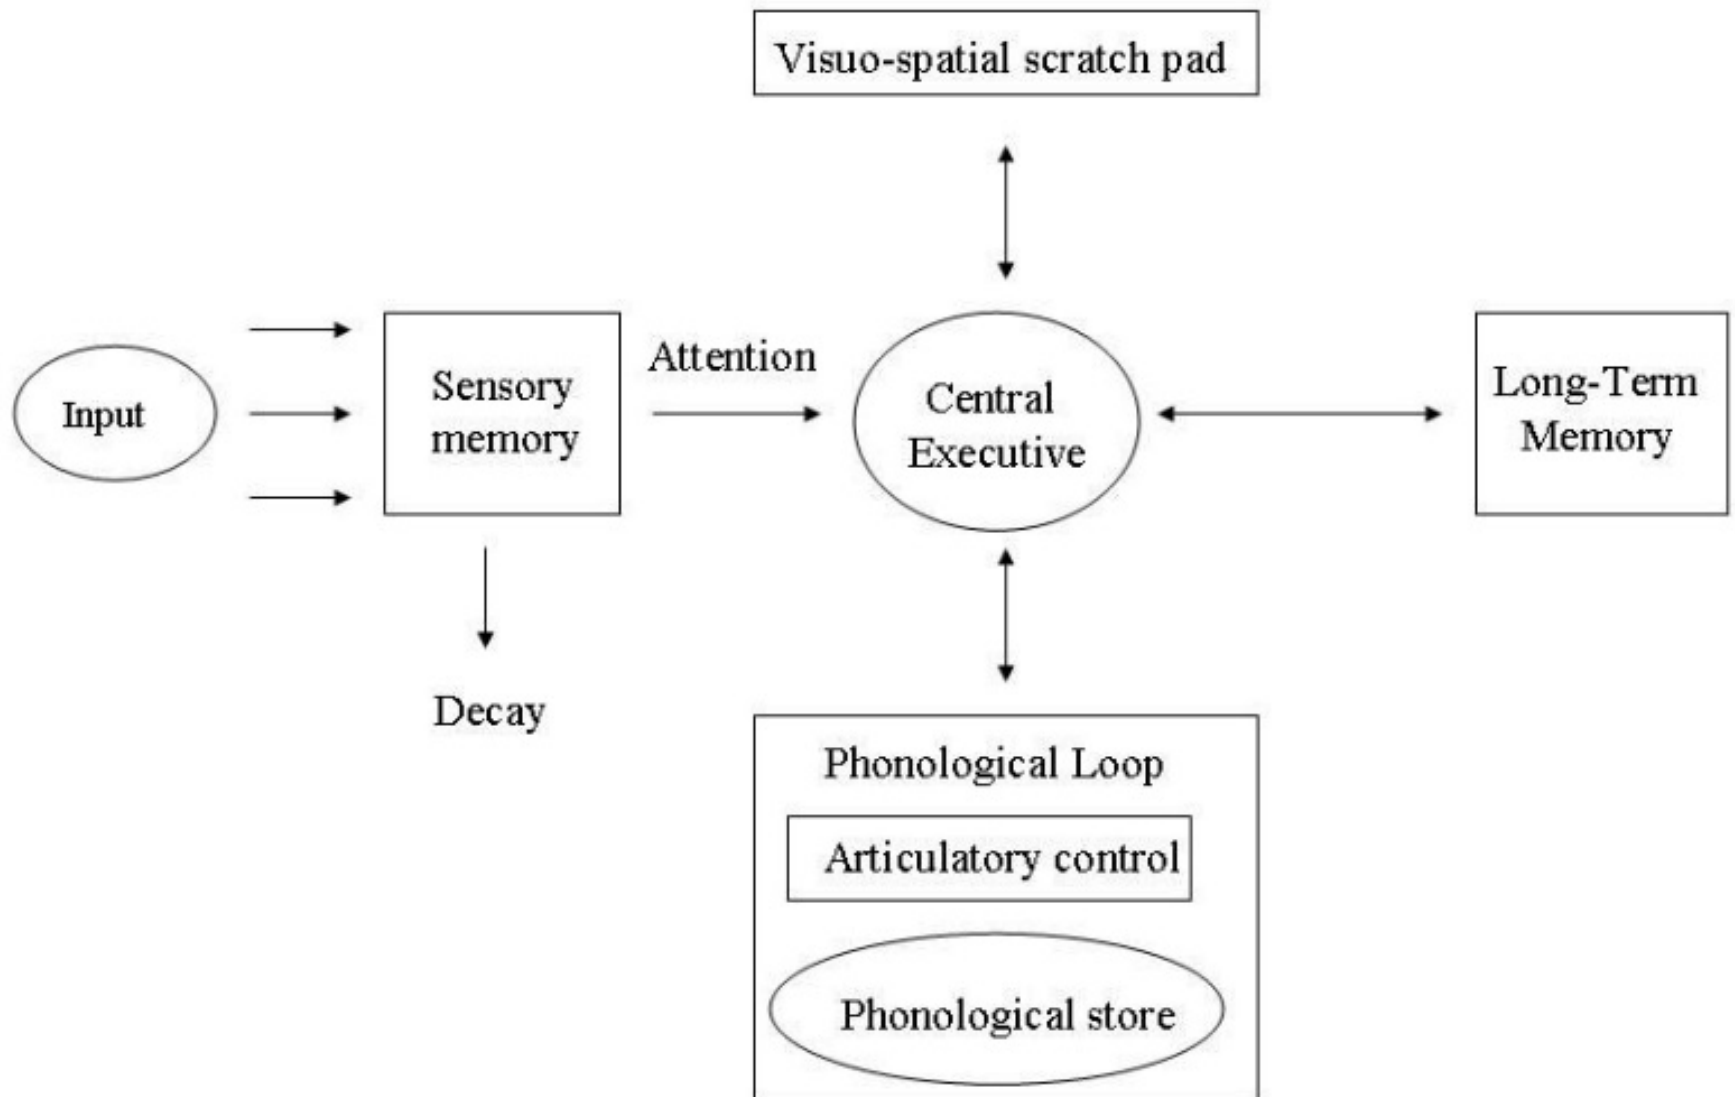 Visuo-spatial scratch pad
Input
Sensory
memory
Attention
Central
Executive
Long-Term
Memory
Decay
Phonological Loop
Articulatory control
Phonological store